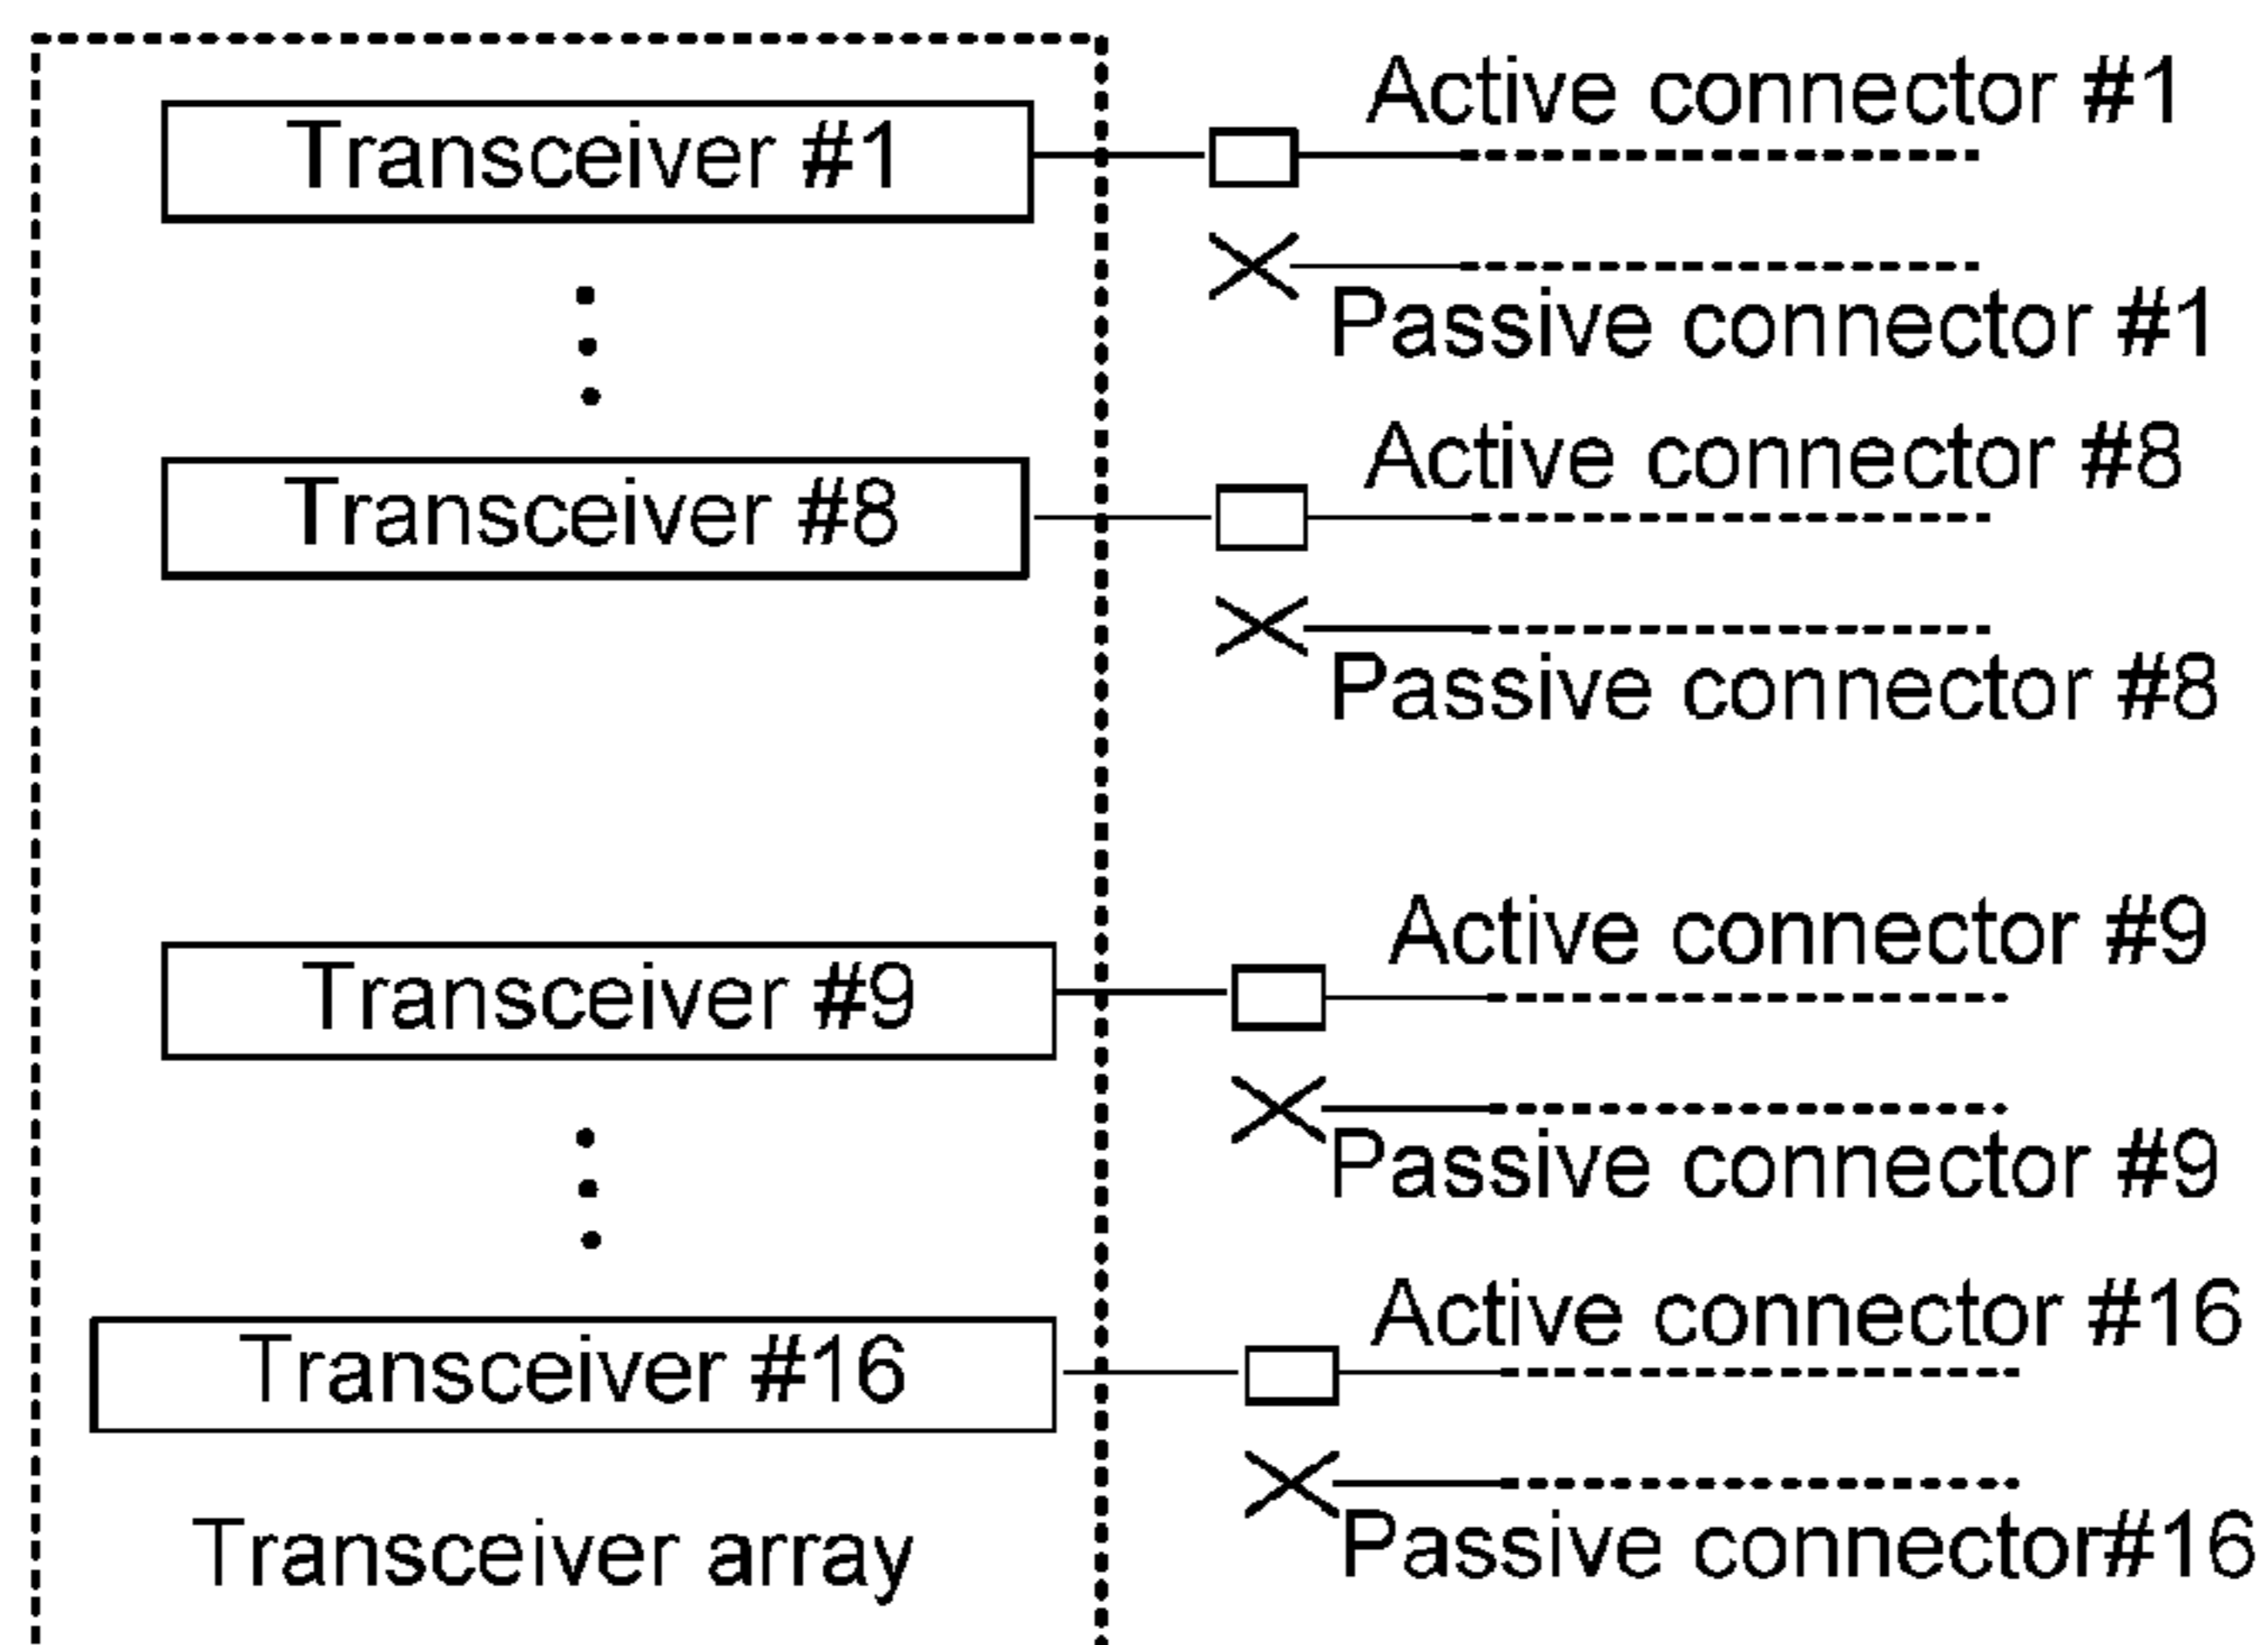 Active connector #1
Transceiver #1
Passive connector #1
Active connector #8
Transceiver #8
Passive connector #8
Active connector #9
Transceiver #9
Passive connector #9
Active connector #16
Transceiver #16
Passive connector#16
Transceiver array